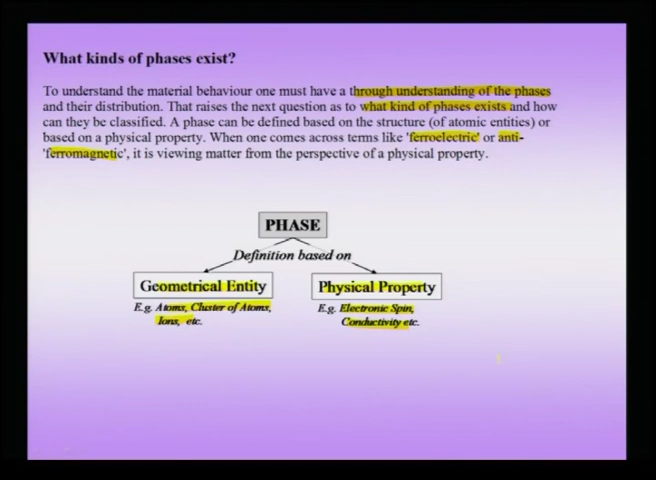 What kinds of phases exist?
To understand the material behaviour one must have a through understanding of the phases
and their distribution. That raises the next question as to what kind of phases exists and how
can they be classified. A phase can be defined based on the structure (of atomic entities) or
based on a physical property. When one comes across terms like 'ferroelectric' or anti-
'ferromagnetic', it is viewing matter from the perspective of a physical property.
PHASE
Definition based on
Geometrical Entity
Physical Property
E.g. Atoms, Cluster of Atoms,
Ions, etc.
E.g. Electronic Spin,
Conductivity etc.